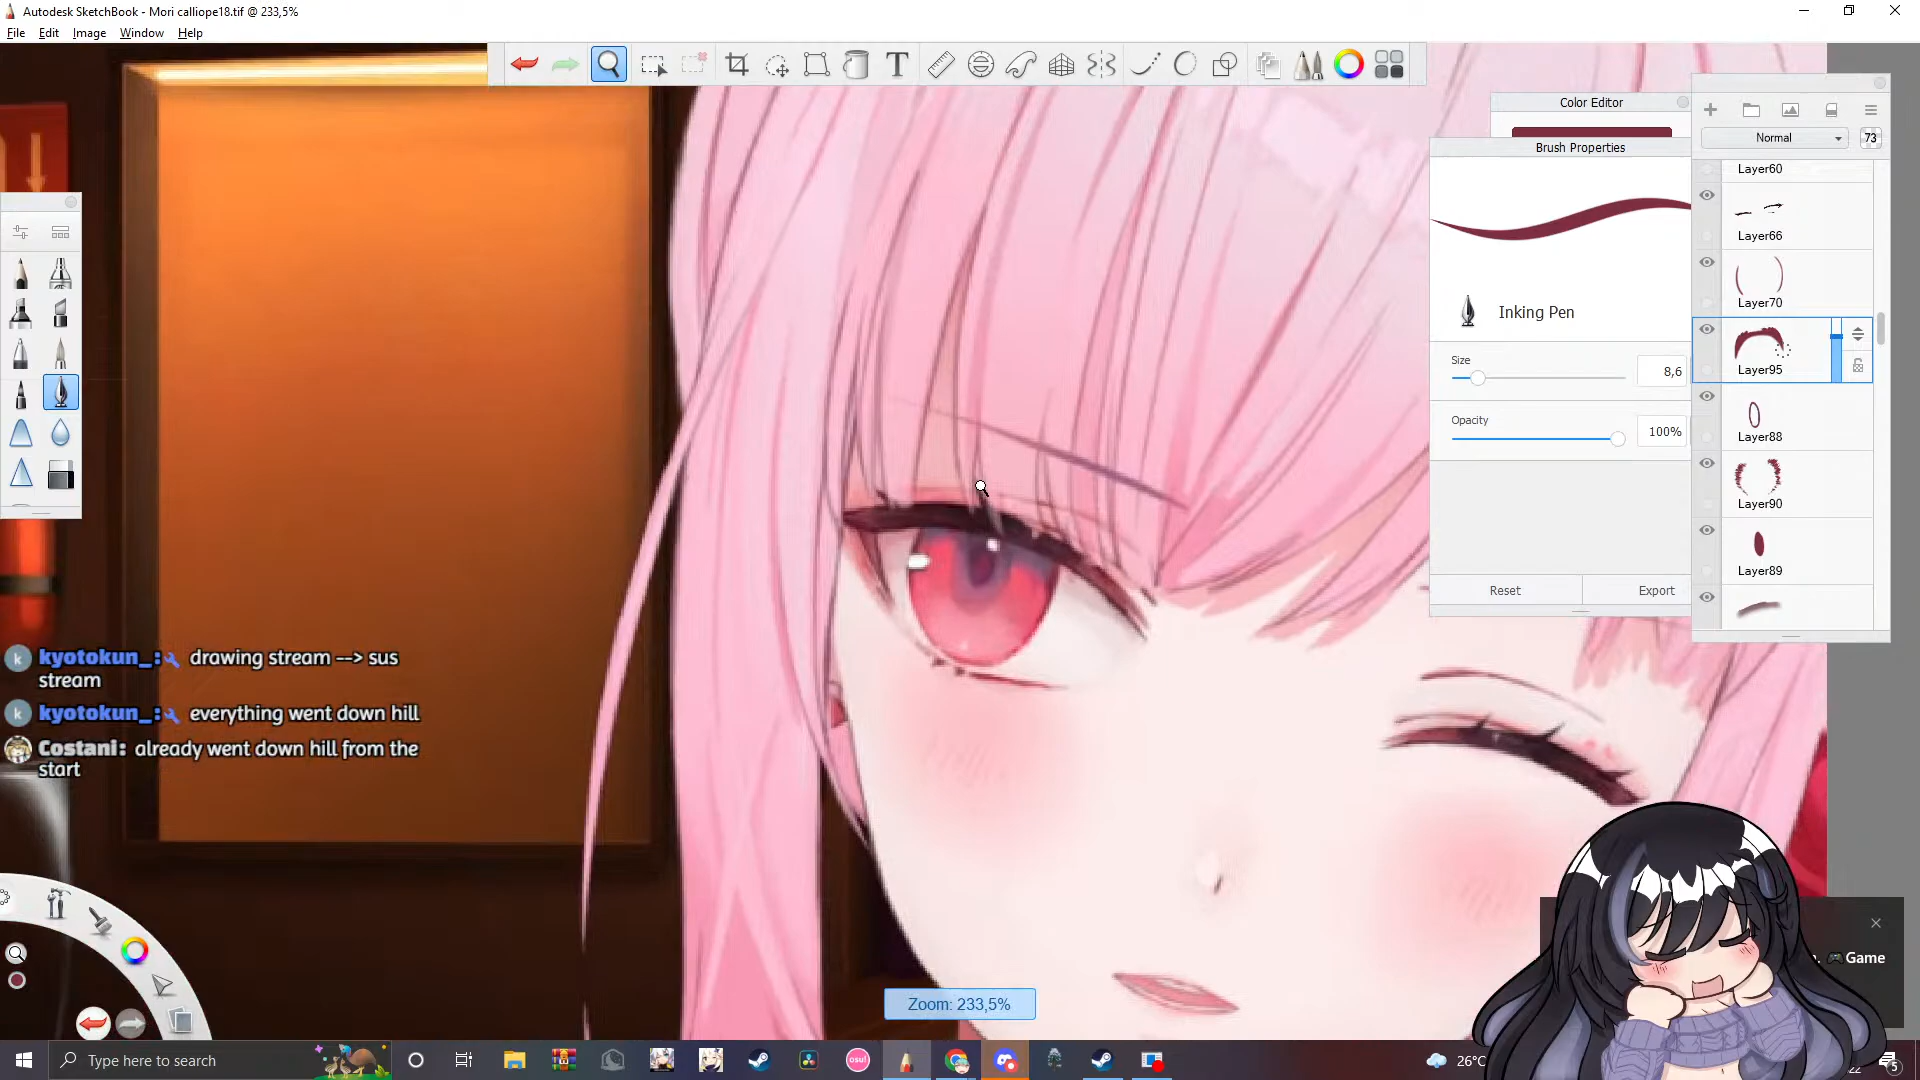 Autodesk SketchBook - Mori calliope18.tif @ 233,5%
File Edit Image Window Help
Color Editor
Brush Properties
Normal 73
Layer60
Layer66
Layer70
Inking Pen
Layer95
Size
8,6
Opacity
100%
Layer88
Layer90
Layer89
Reset Export
k kyotokun_: drawing stream --> sus
stream
k kyotokun_: everything went down hill
Costani: already went down hill from the
start
Game
Zoom: 233,5%
Type here to search
osu!
26°C
22
5